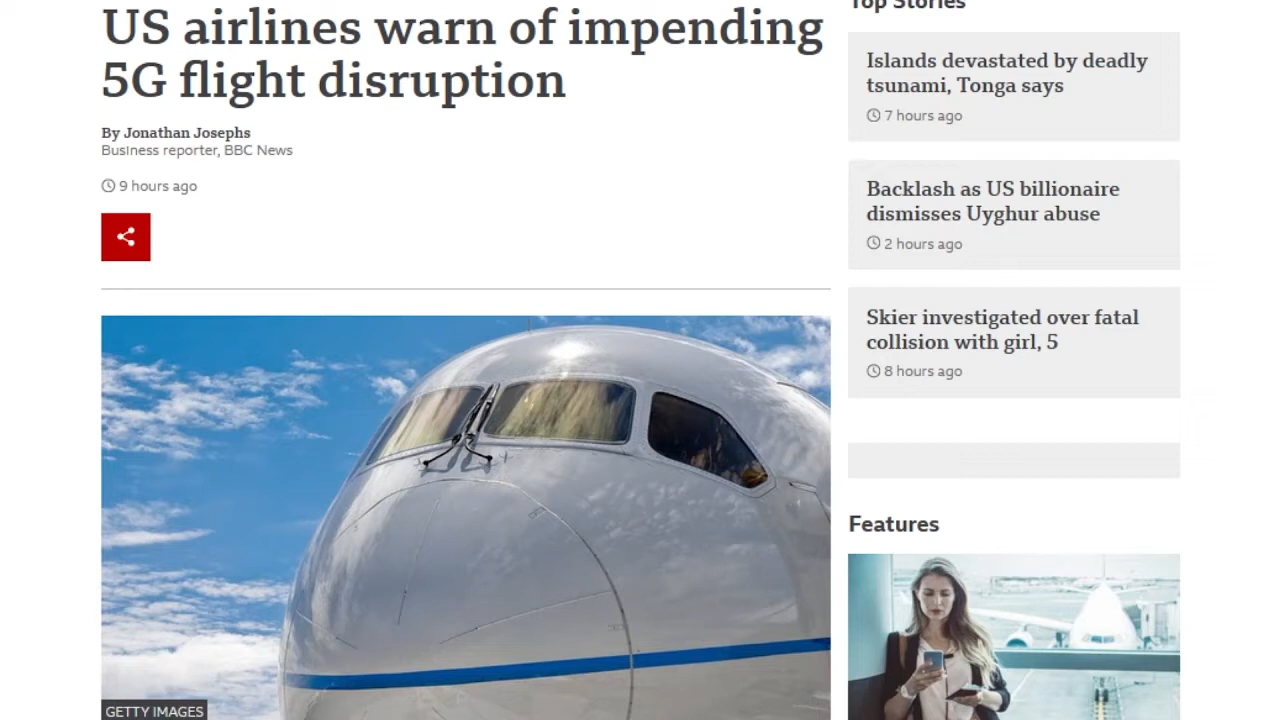 US airlines warn of impending
5G flight disruption
By Jonathan Josephs
Business reporter, BBC News
9 hours ago
GETTY IMAGES
Top Stories
Islands devastated by deadly
tsunami, Tonga says
7 hours ago
Backlash as US billionaire
dismisses Uyghur abuse
2 hours ago
Skier investigated over fatal
collision with girl, 5
8 hours ago
Features